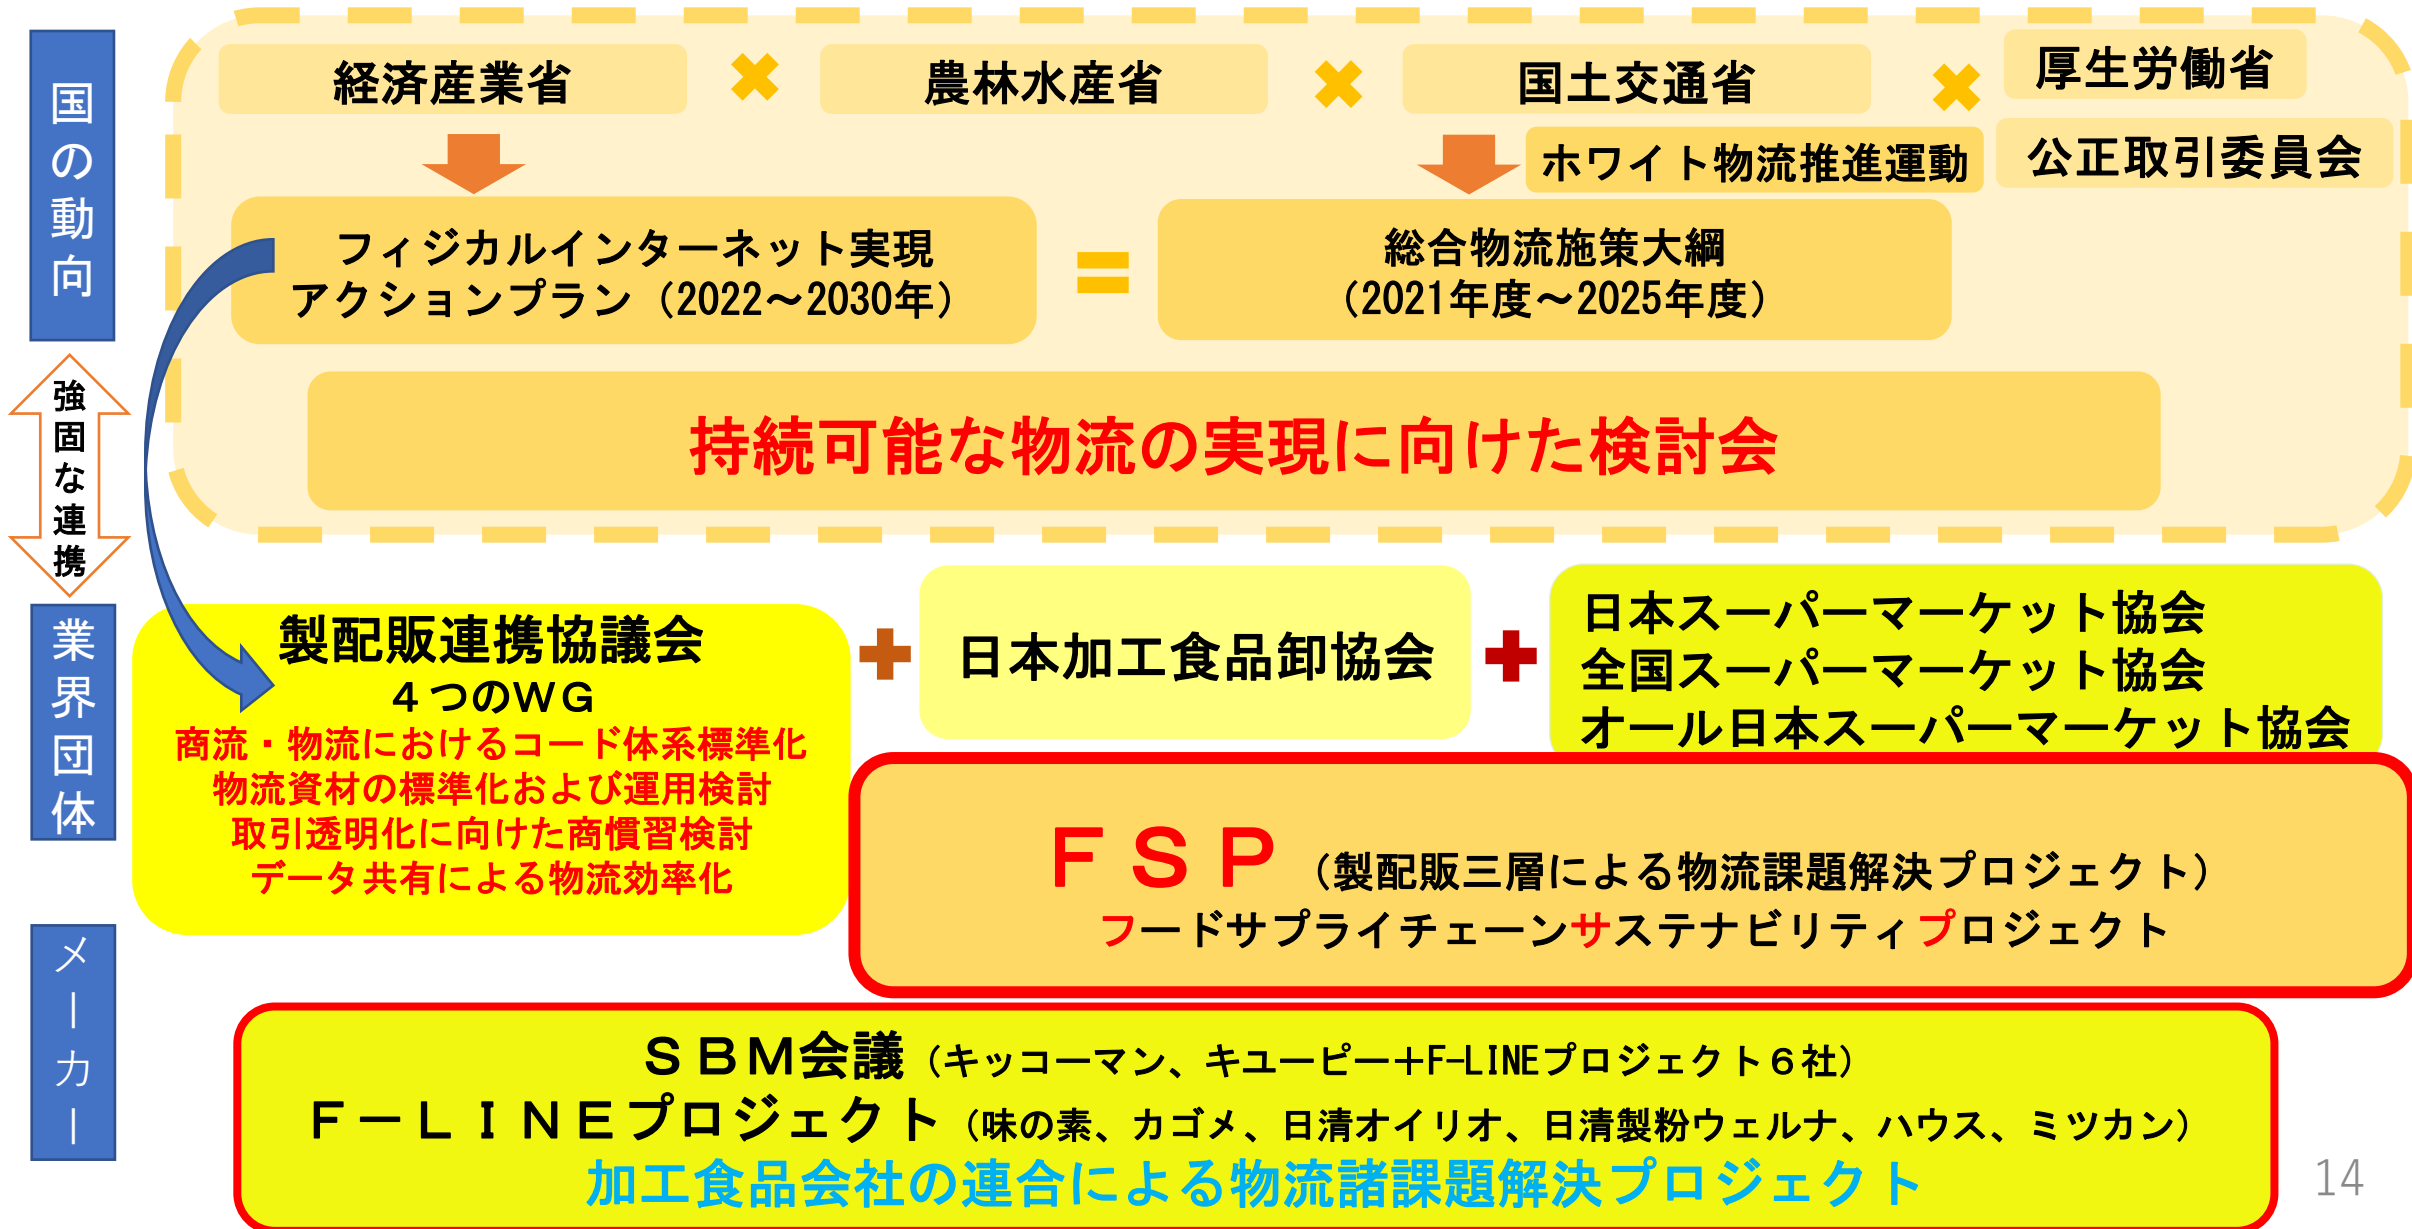 国の動向
経済産業省
農林水産省
国土交通省
厚生労働省
ホワイト物流推進運動
公正取引委員会
フィジカルインターネット実現
アクションプラン（2022～2030年）
総合物流施策大綱
（2021年度～2025年度）
持続可能な物流の実現に向けた検討会
強固な連携
業界団体
製配販連携協議会
４つのＷＧ
商流・物流におけるコード体系標準化
物流資材の標準化および運用検討
取引透明化に向けた商慣習検討
データ共有による物流効率化
日本加工食品卸協会
日本スーパーマーケット協会
全国スーパーマーケット協会
オール日本スーパーマーケット協会
ＦＳＰ（製配販三層による物流課題解決プロジェクト）
フードサプライチェーンサステナビリティプロジェクト
メーカー
ＳＢＭ会議（キッコーマン、キユーピー＋F-LINEプロジェクト６社）
Ｆ－ＬＩＮＥプロジェクト（味の素、カゴメ、日清オイリオ、日清製粉ウェルナ、ハウス、ミツカン）
加工食品会社の連合による物流諸課題解決プロジェクト
14